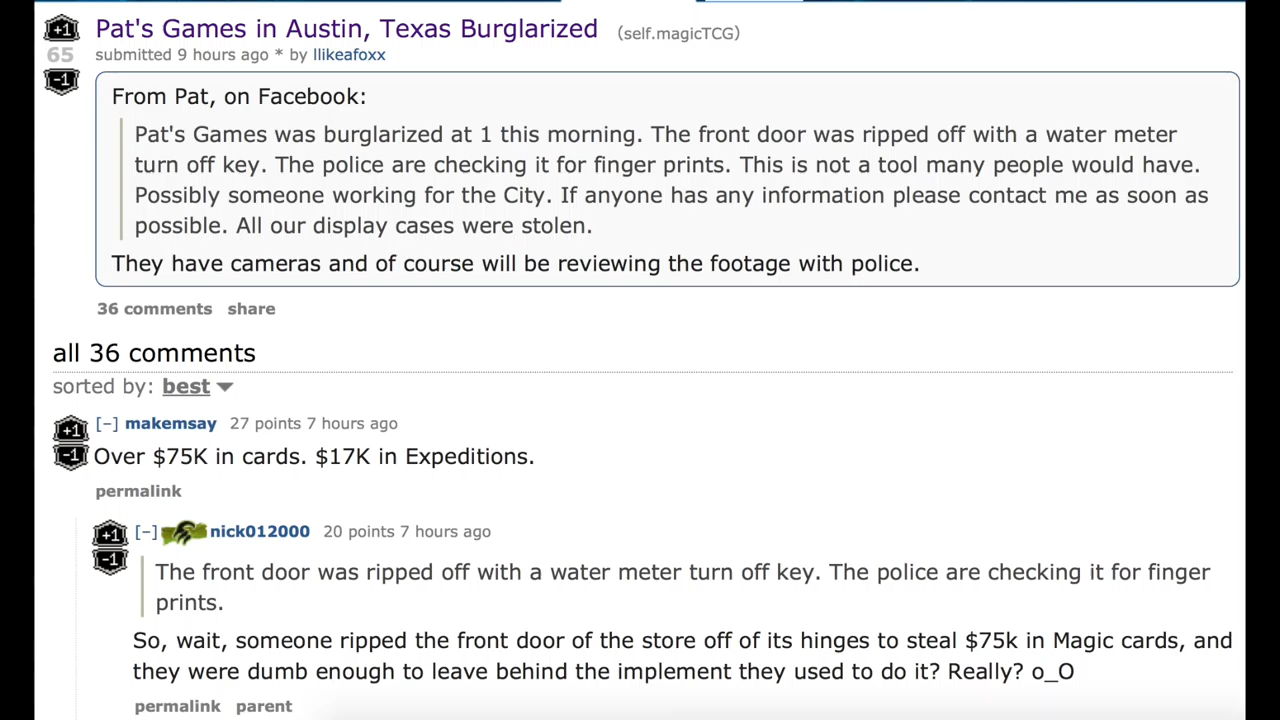 +1
Pat's Games in Austin, Texas Burglarized (self.magicTCG)
65
submitted 9 hours ago * by llikeafoxx
-1
From Pat, on Facebook:
Pat's Games was burglarized at 1 this morning. The front door was ripped off with a water meter
turn off key. The police are checking it for finger prints. This is not a tool many people would have.
Possibly someone working for the City. If anyone has any information please contact me as soon as
possible. All our display cases were stolen.
They have cameras and of course will be reviewing the footage with police.
36 comments share
all 36 comments
sorted by: best
+1
[–] makemsay 27 points 7 hours ago
-1
Over $75K in cards. $17K in Expeditions.
permalink
+1
[–] nick012000 20 points 7 hours ago
-1
The front door was ripped off with a water meter turn off key. The police are checking it for finger
prints.
So, wait, someone ripped the front door of the store off of its hinges to steal $75k in Magic cards, and
they were dumb enough to leave behind the implement they used to do it? Really? o_O
permalink parent